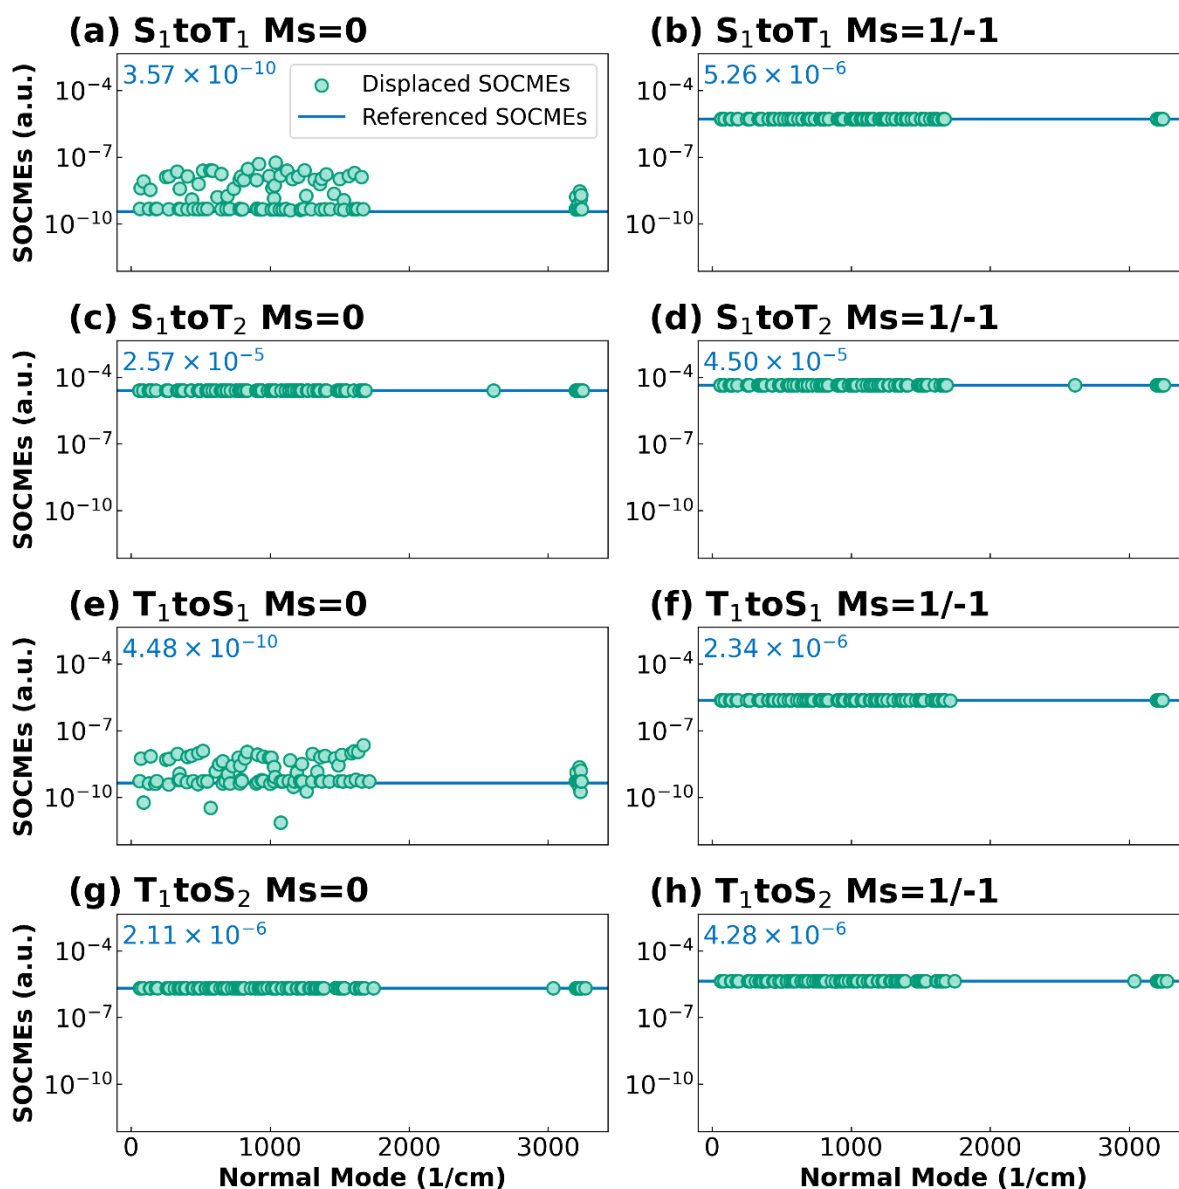 (a) S₁toT₁ Ms=0
SOCMEs (a.u.)
3.57 × 10⁻¹⁰
Displaced SOCMEs
Referenced SOCMEs
10⁻⁴
10⁻⁷
10⁻¹⁰
(b) S₁toT₁ Ms=1/-1
5.26 × 10⁻⁶
10⁻⁴
10⁻⁷
10⁻¹⁰
(c) S₁toT₂ Ms=0
SOCMEs (a.u.)
2.57 × 10⁻⁵
10⁻⁴
10⁻⁷
10⁻¹⁰
(d) S₁toT₂ Ms=1/-1
4.50 × 10⁻⁵
10⁻⁴
10⁻⁷
10⁻¹⁰
(e) T₁toS₁ Ms=0
SOCMEs (a.u.)
4.48 × 10⁻¹⁰
10⁻⁴
10⁻⁷
10⁻¹⁰
(f) T₁toS₁ Ms=1/-1
2.34 × 10⁻⁶
10⁻⁴
10⁻⁷
10⁻¹⁰
(g) T₁toS₂ Ms=0
SOCMEs (a.u.)
2.11 × 10⁻⁶
10⁻⁴
10⁻⁷
10⁻¹⁰
0 1000 2000 3000
Normal Mode (1/cm)
(h) T₁toS₂ Ms=1/-1
4.28 × 10⁻⁶
10⁻⁴
10⁻⁷
10⁻¹⁰
0 1000 2000 3000
Normal Mode (1/cm)